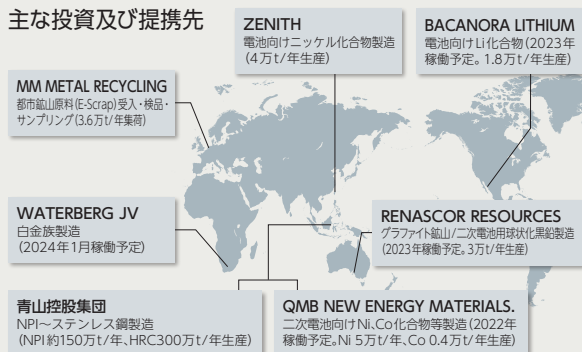 主な投資及び提携先
ZENITH
電池向けニッケル化合物製造
(4万t/年生産)
BACANORA LITHIUM
電池向けLi化合物(2023年
稼働予定。1.8万t/年生産)
MM METAL RECYCLING
都市鉱山原料(E-Scrap)受入・検品・
サンプリング(3.6万t/年集荷)
WATERBERG JV
白金族製造
(2024年1月稼働予定)
RENASCOR RESOURCES
グラファイト鉱山/二次電池用球状化黒鉛製造
(2023年稼働予定。3万t/年生産)
青山控股集団
NPI～ステンレス鋼製造
(NPI約150万t/年、HRC300万t/年生産)
QMB NEW ENERGY MATERIALS.
二次電池向けNi、Co化合物等製造(2022年
稼働予定。Ni 5万t/年、Co 0.4万t/年生産)